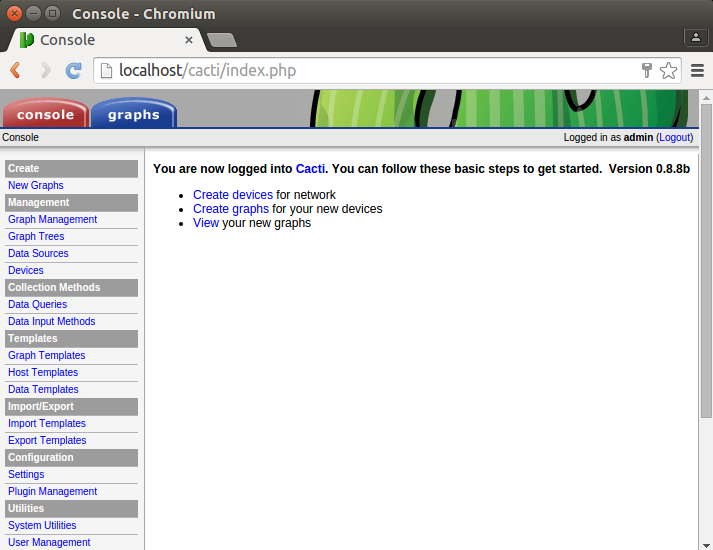 Console - Chromium
Console
localhost/cacti/index.php
console graphs
Console Logged in as admin (Logout)
Create
New Graphs
Management
Graph Management
Graph Trees
Data Sources
Devices
Collection Methods
Data Queries
Data Input Methods
Templates
Graph Templates
Host Templates
Data Templates
Import/Export
Import Templates
Export Templates
Configuration
Settings
Plugin Management
Utilities
System Utilities
User Management
You are now logged into Cacti. You can follow these basic steps to get started. Version 0.8.8b
Create devices for network
Create graphs for your new devices
View your new graphs